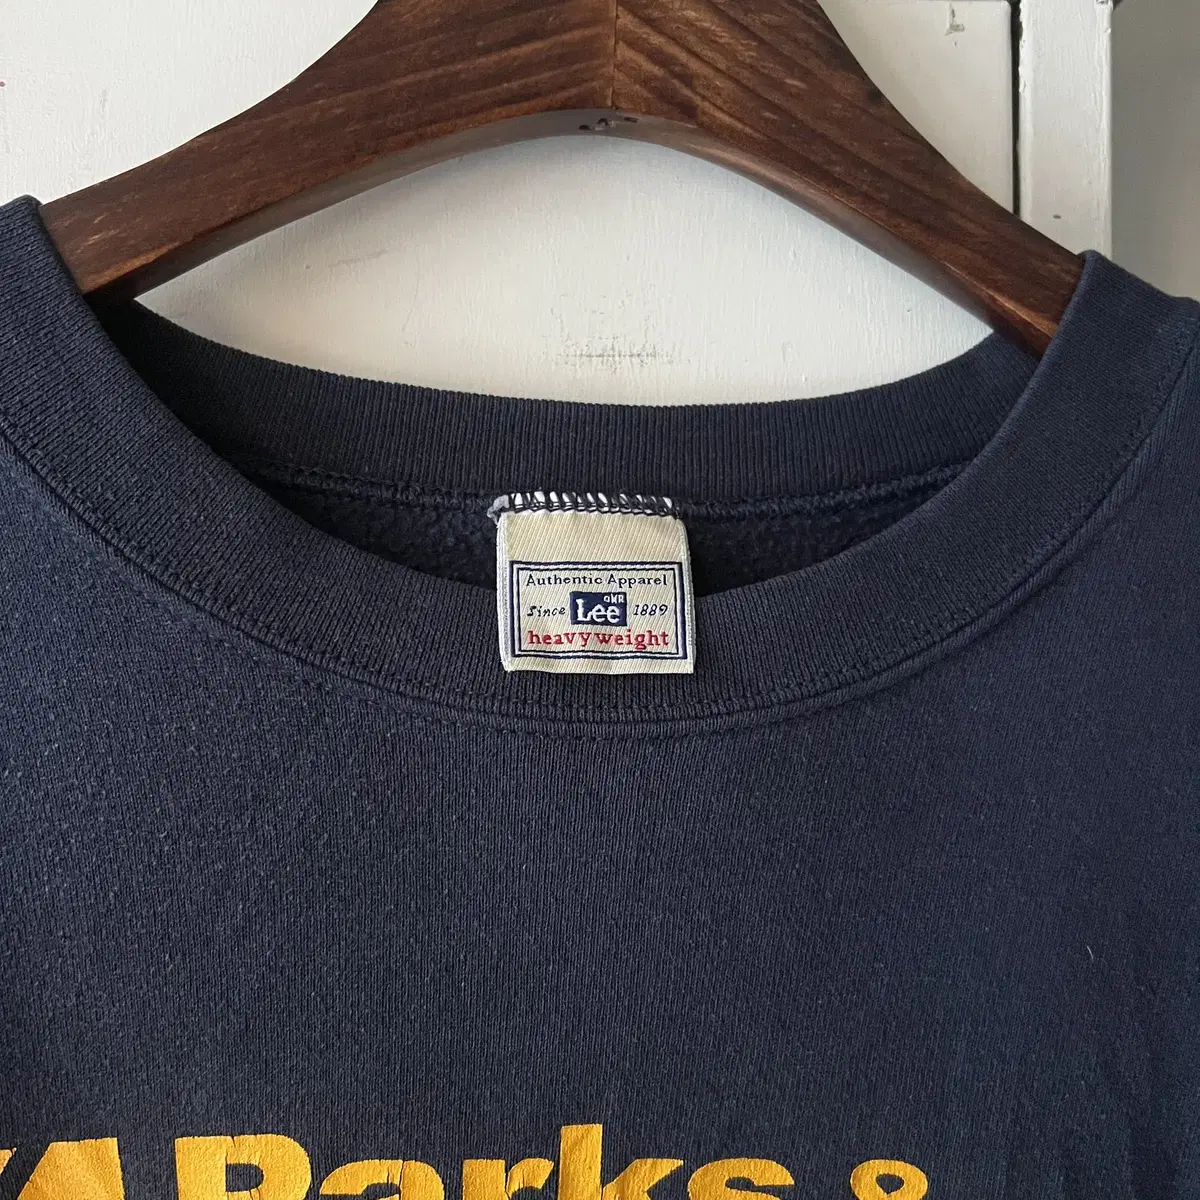 Authentic Apparel
Since Lee 1889
heavyweight
Parks &